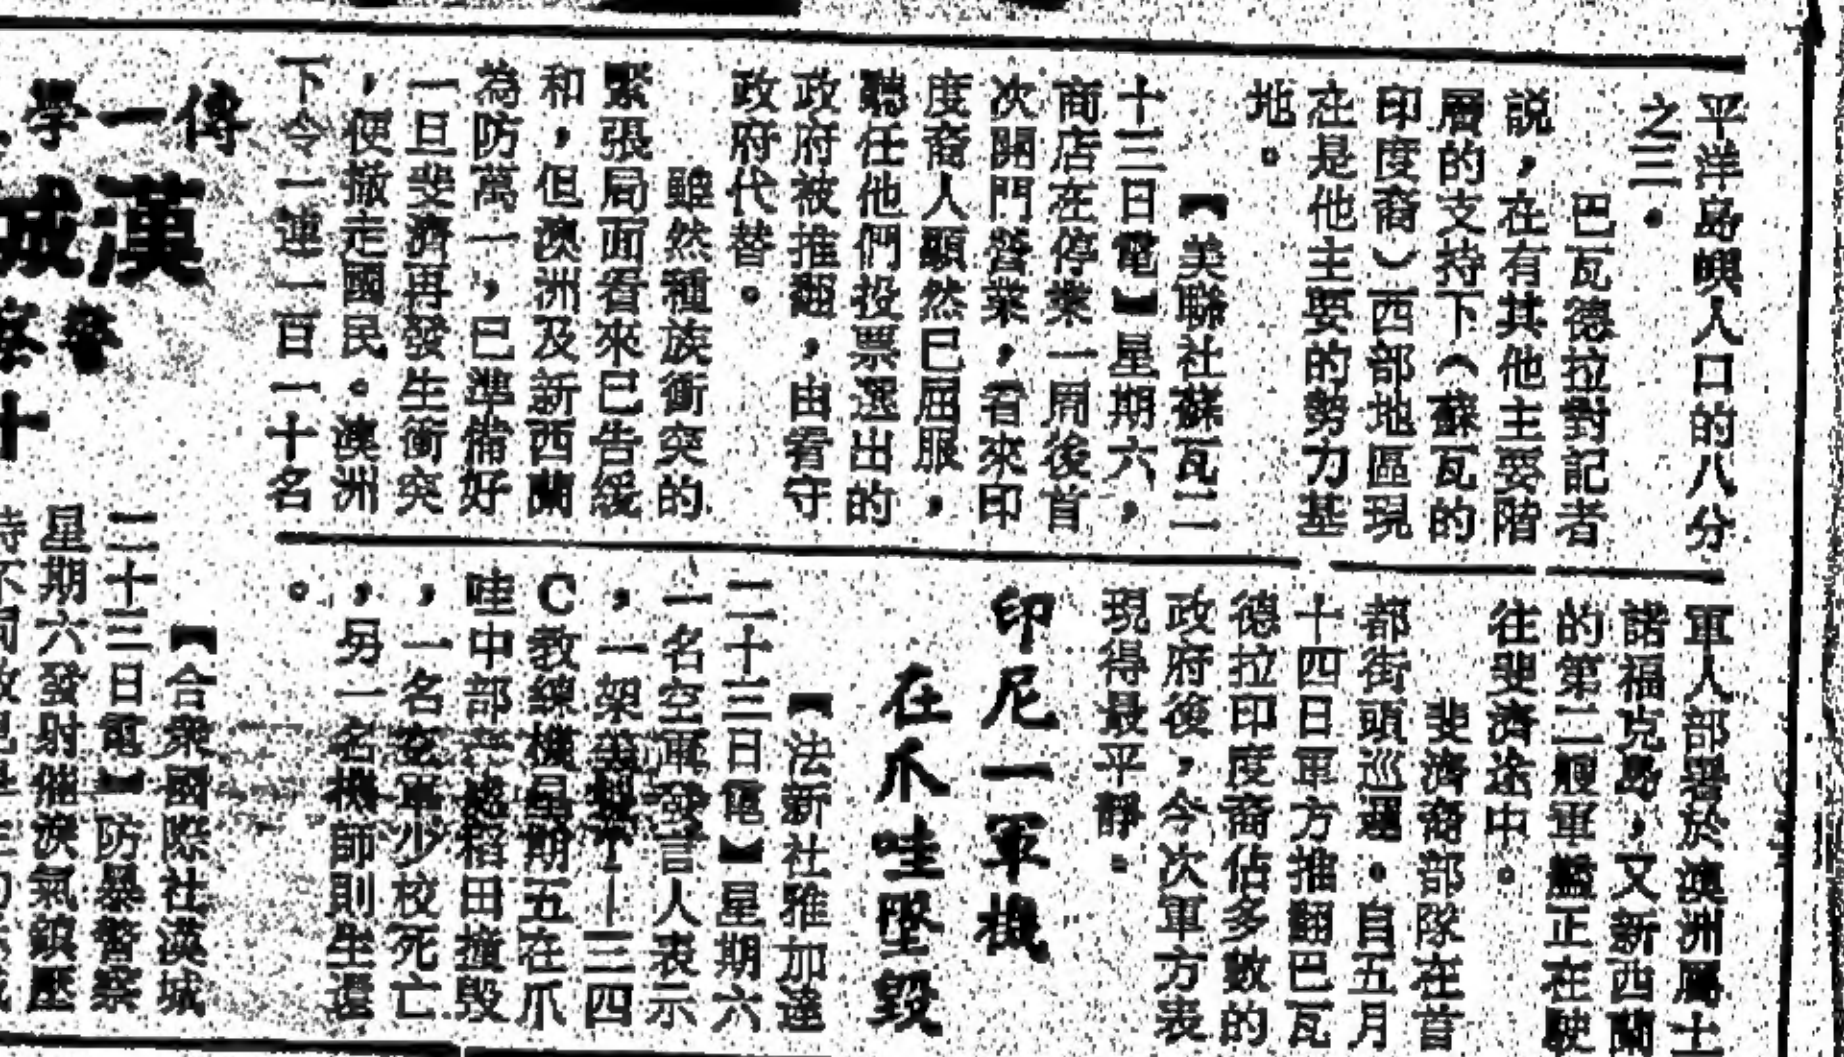 平洋島嶼人口的八分
之三。
巴瓦德拉對記者
說，在有其他主要階
層的支持下（蘇瓦的
印度裔）西部地區現
在是他主要的勢力基
地。
【美聯社蘇瓦二
十三日電】星期六，
商店在停業一周後首
次開門營業，看來印
度裔人顯然已屈服，
聽任他們投票選出的
政府被推翻，由看守
政府代替。
雖然種族衝突的
緊張局面看來已告緩
和，但澳洲及新西蘭
為防萬一，已準備好
一旦斐濟再發生衝突
，便撤走國民。澳洲
下令一連一百一十名
軍人部署於澳洲屬土
諾福克島，又新西蘭
的第二艘軍艦正在駛
往斐濟途中。
斐濟裔部隊在首
都街頭巡邏。自五月
十四日軍方推翻巴瓦
德拉印度裔佔多數的
政府後，今次軍方表
現得最平靜。
印尼一軍機
在爪哇墜毀
【法新社雅加達
二十三日電】星期六
一名空軍發言人表示
，一架 三四
C教練機星期五在爪
哇中部一處稻田撞毀
，一名空軍少校死亡
，另一名機師則生還
。
傳一學
漢城
十
【合衆國際社漢城
二十三日電】防暴警察
星期六發射催淚氣鎮壓